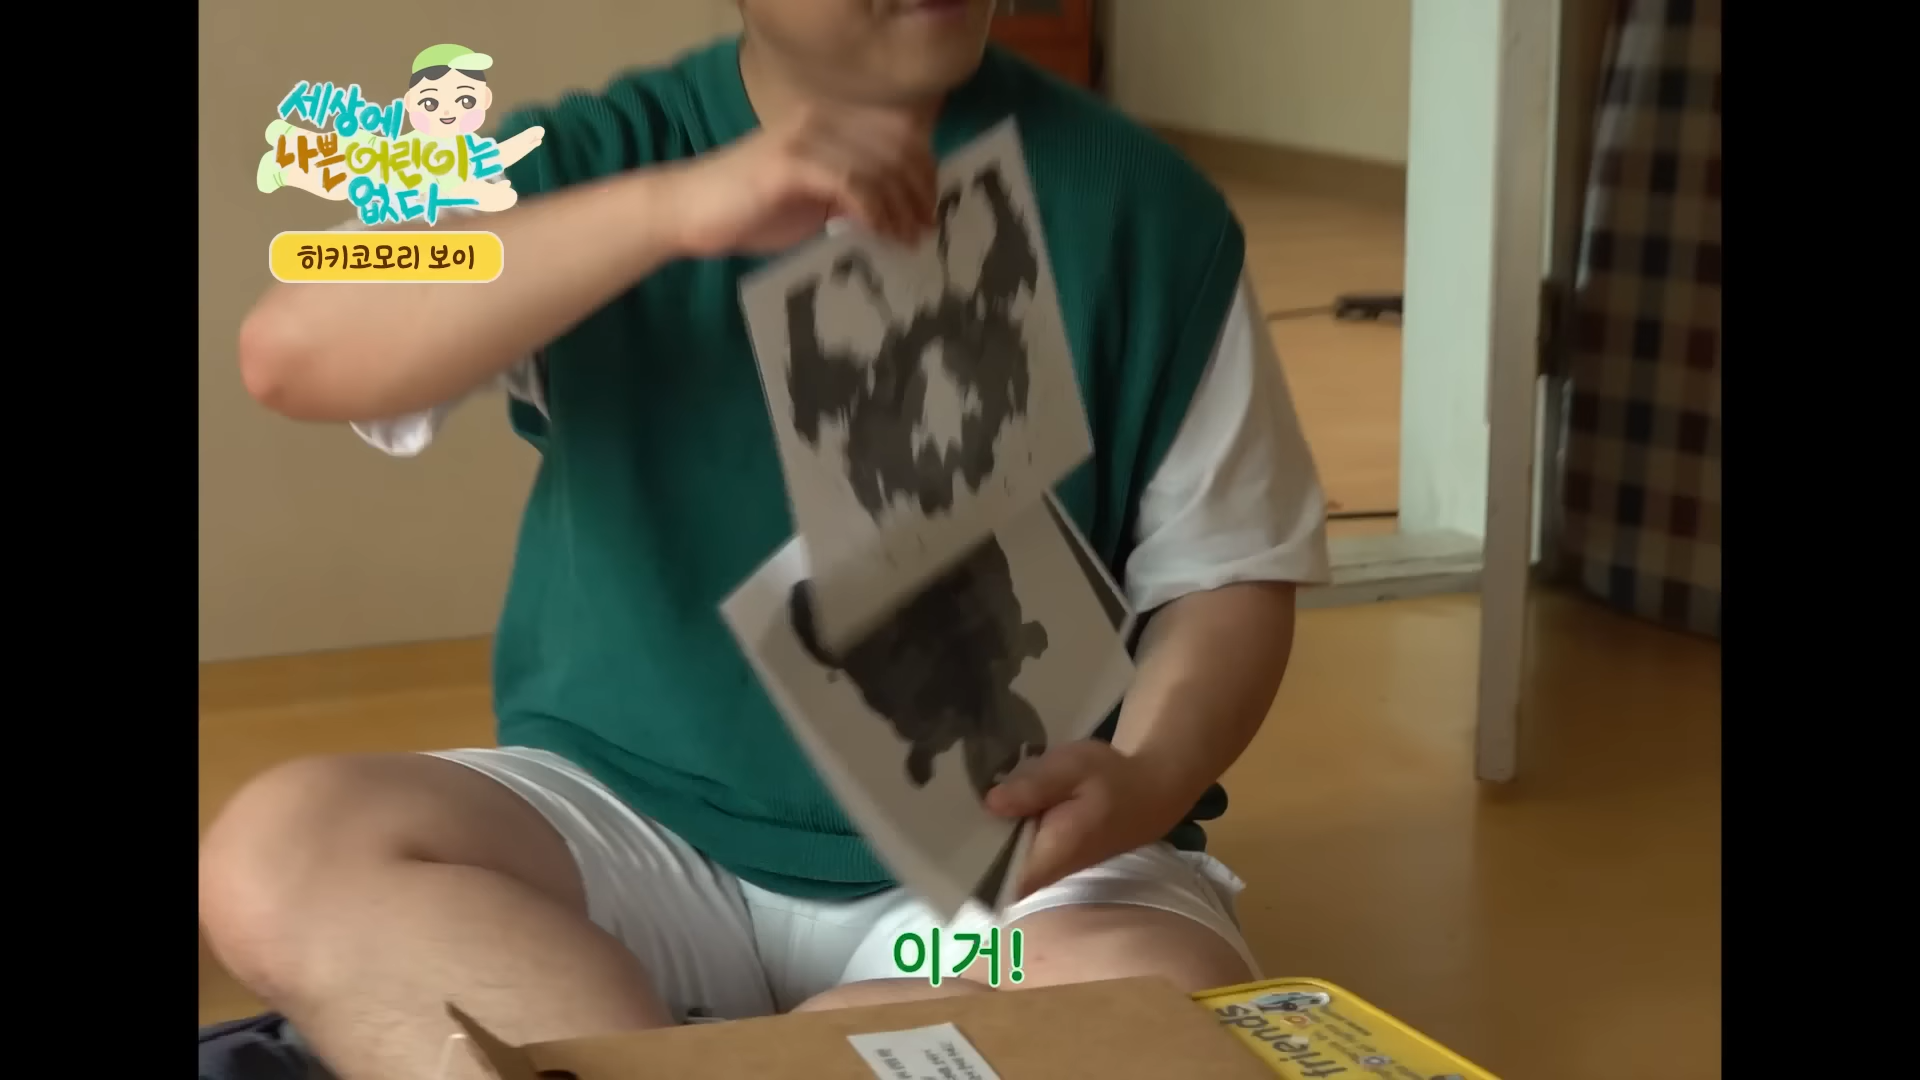 세상에
나쁜 어린이는
없다
히키코모리 보이
이거!
friends